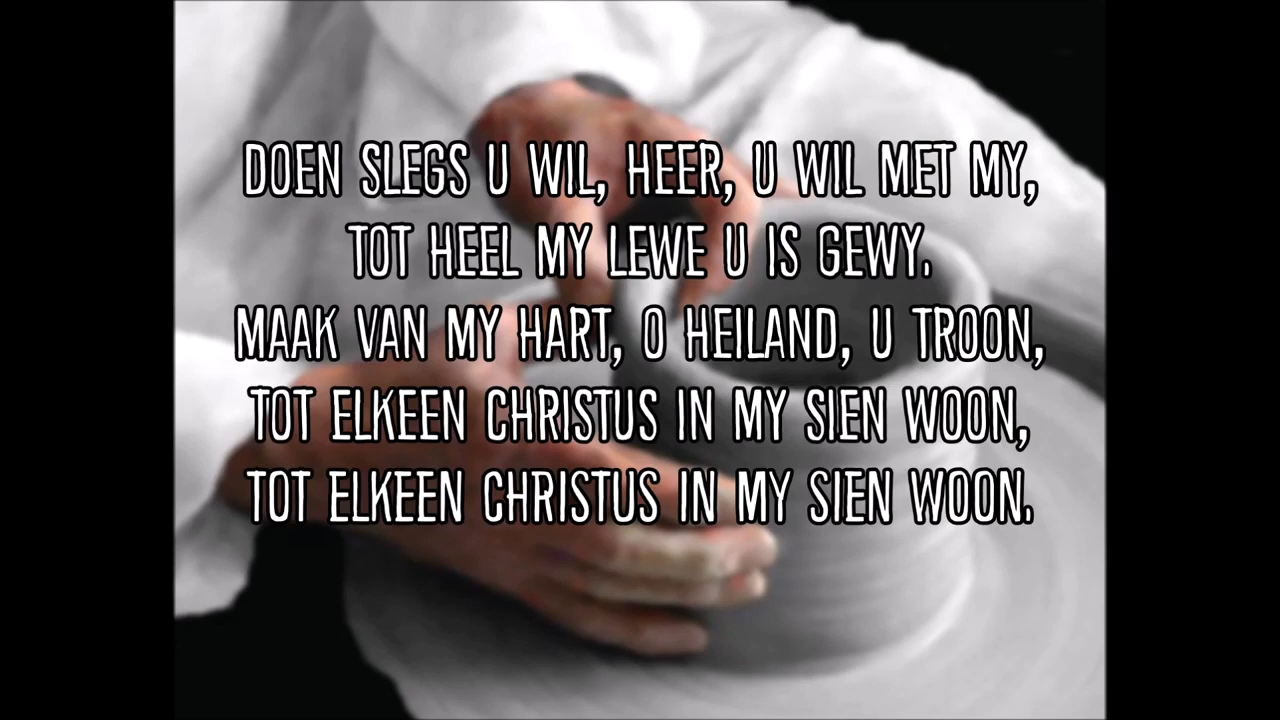 DOEN SLEGS U WIL, HEER, U WIL MET MY,
TOT HEEL MY LEWE U IS GEWY.
MAAK VAN MY HART, O HEILAND, U TROON,
TOT ELKEEN CHRISTUS IN MY SIEN WOON,
TOT ELKEEN CHRISTUS IN MY SIEN WOON.